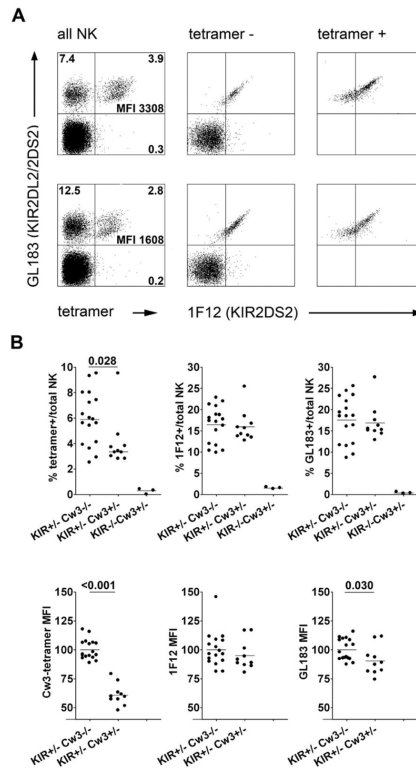 A
all NK
tetramer -
tetramer +
7.4
3.9
MFI 3308
0.3
12.5
2.8
MFI 1608
0.2
GL183 (KIR2DL2/2DS2)
tetramer
1F12 (KIR2DS2)
B
0.028
% tetramer+/total NK
10
8
6
4
2
0
KIR+/- Cw3-/-
KIR+/- Cw3+/-
KIR-/-Cw3+/-
% 1F12+/total NK
30
25
20
15
10
5
0
KIR+/- Cw3-/-
KIR+/- Cw3+/-
KIR-/-Cw3+/-
% GL183+/total NK
30
25
20
15
10
5
0
KIR+/- Cw3-/-
KIR+/- Cw3+/-
KIR-/-Cw3+/-
<0.001
Cw3-tetramer MFI
150
125
100
75
50
KIR+/- Cw3-/-
KIR+/- Cw3+/-
1F12 MFI
150
125
100
75
50
KIR+/- Cw3-/-
KIR+/- Cw3+/-
0.030
GL183 MFI
150
125
100
75
50
KIR+/- Cw3-/-
KIR+/- Cw3+/-